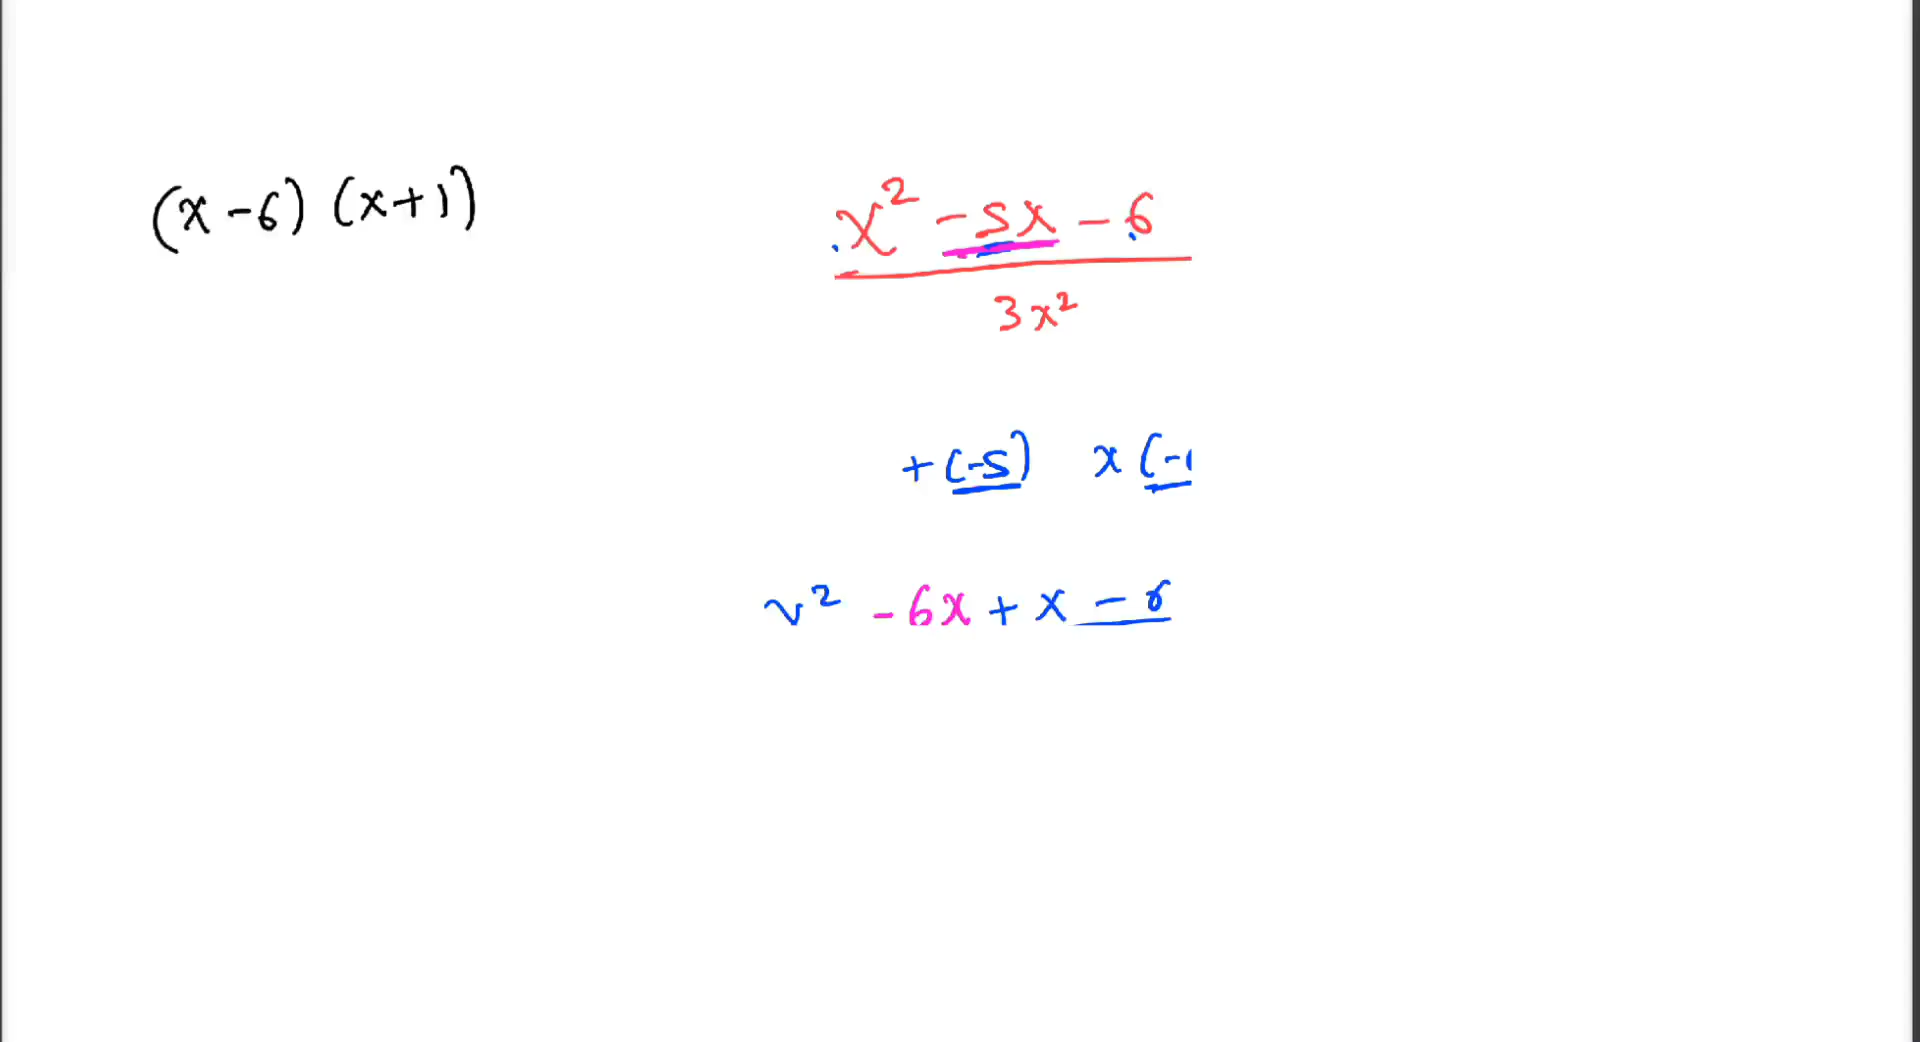 (x-6) (x+1)
x² -5x - 6
3x²
+(-5) x(-
x² -6x + x - 6